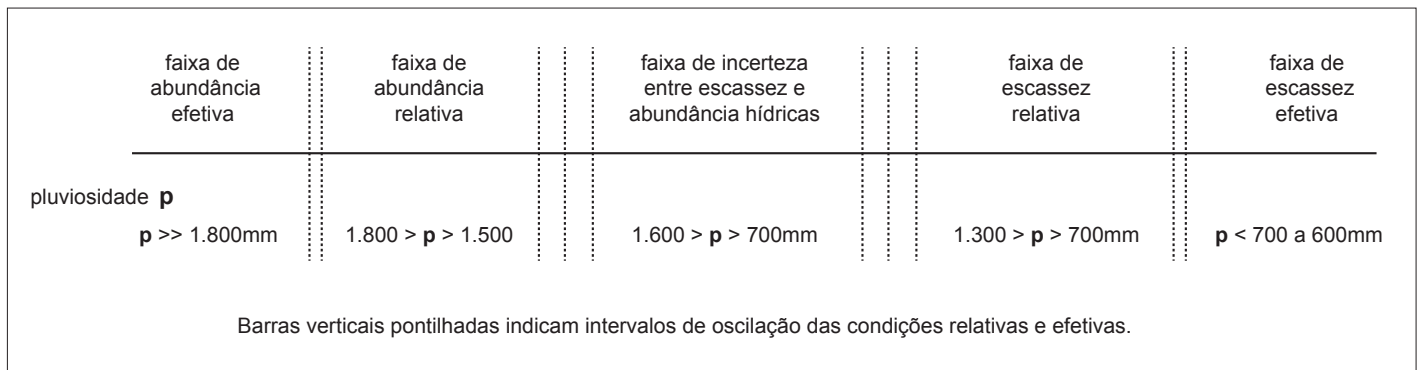 faixa de
abundância
efetiva
faixa de
abundância
relativa
faixa de incerteza
entre escassez e
abundância hídricas
faixa de
escassez
relativa
faixa de
escassez
efetiva
pluviosidade p
p >> 1.800mm
1.800 > p > 1.500
1.600 > p > 700mm
1.300 > p > 700mm
p < 700 a 600mm
Barras verticais pontilhadas indicam intervalos de oscilação das condições relativas e efetivas.